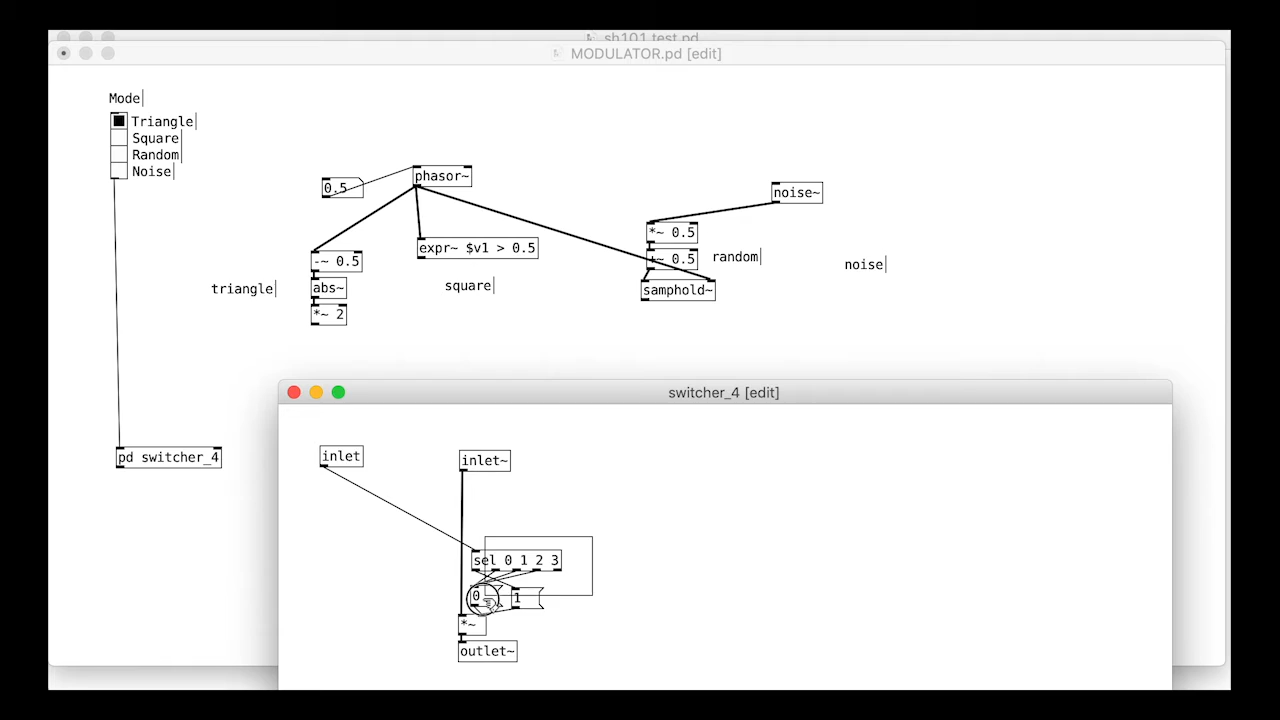 sh101 test.pd
MODULATOR.pd [edit]
Mode
Triangle
Square
Random
Noise
0.5
phasor~
noise~
*~ 0.5
expr~ $v1 > 0.5
-~ 0.5
+~ 0.5
random
noise
abs~
triangle
square
samphold~
*~ 2
pd switcher_4
switcher_4 [edit]
inlet
inlet~
sel 0 1 2 3
0
1
*~
outlet~